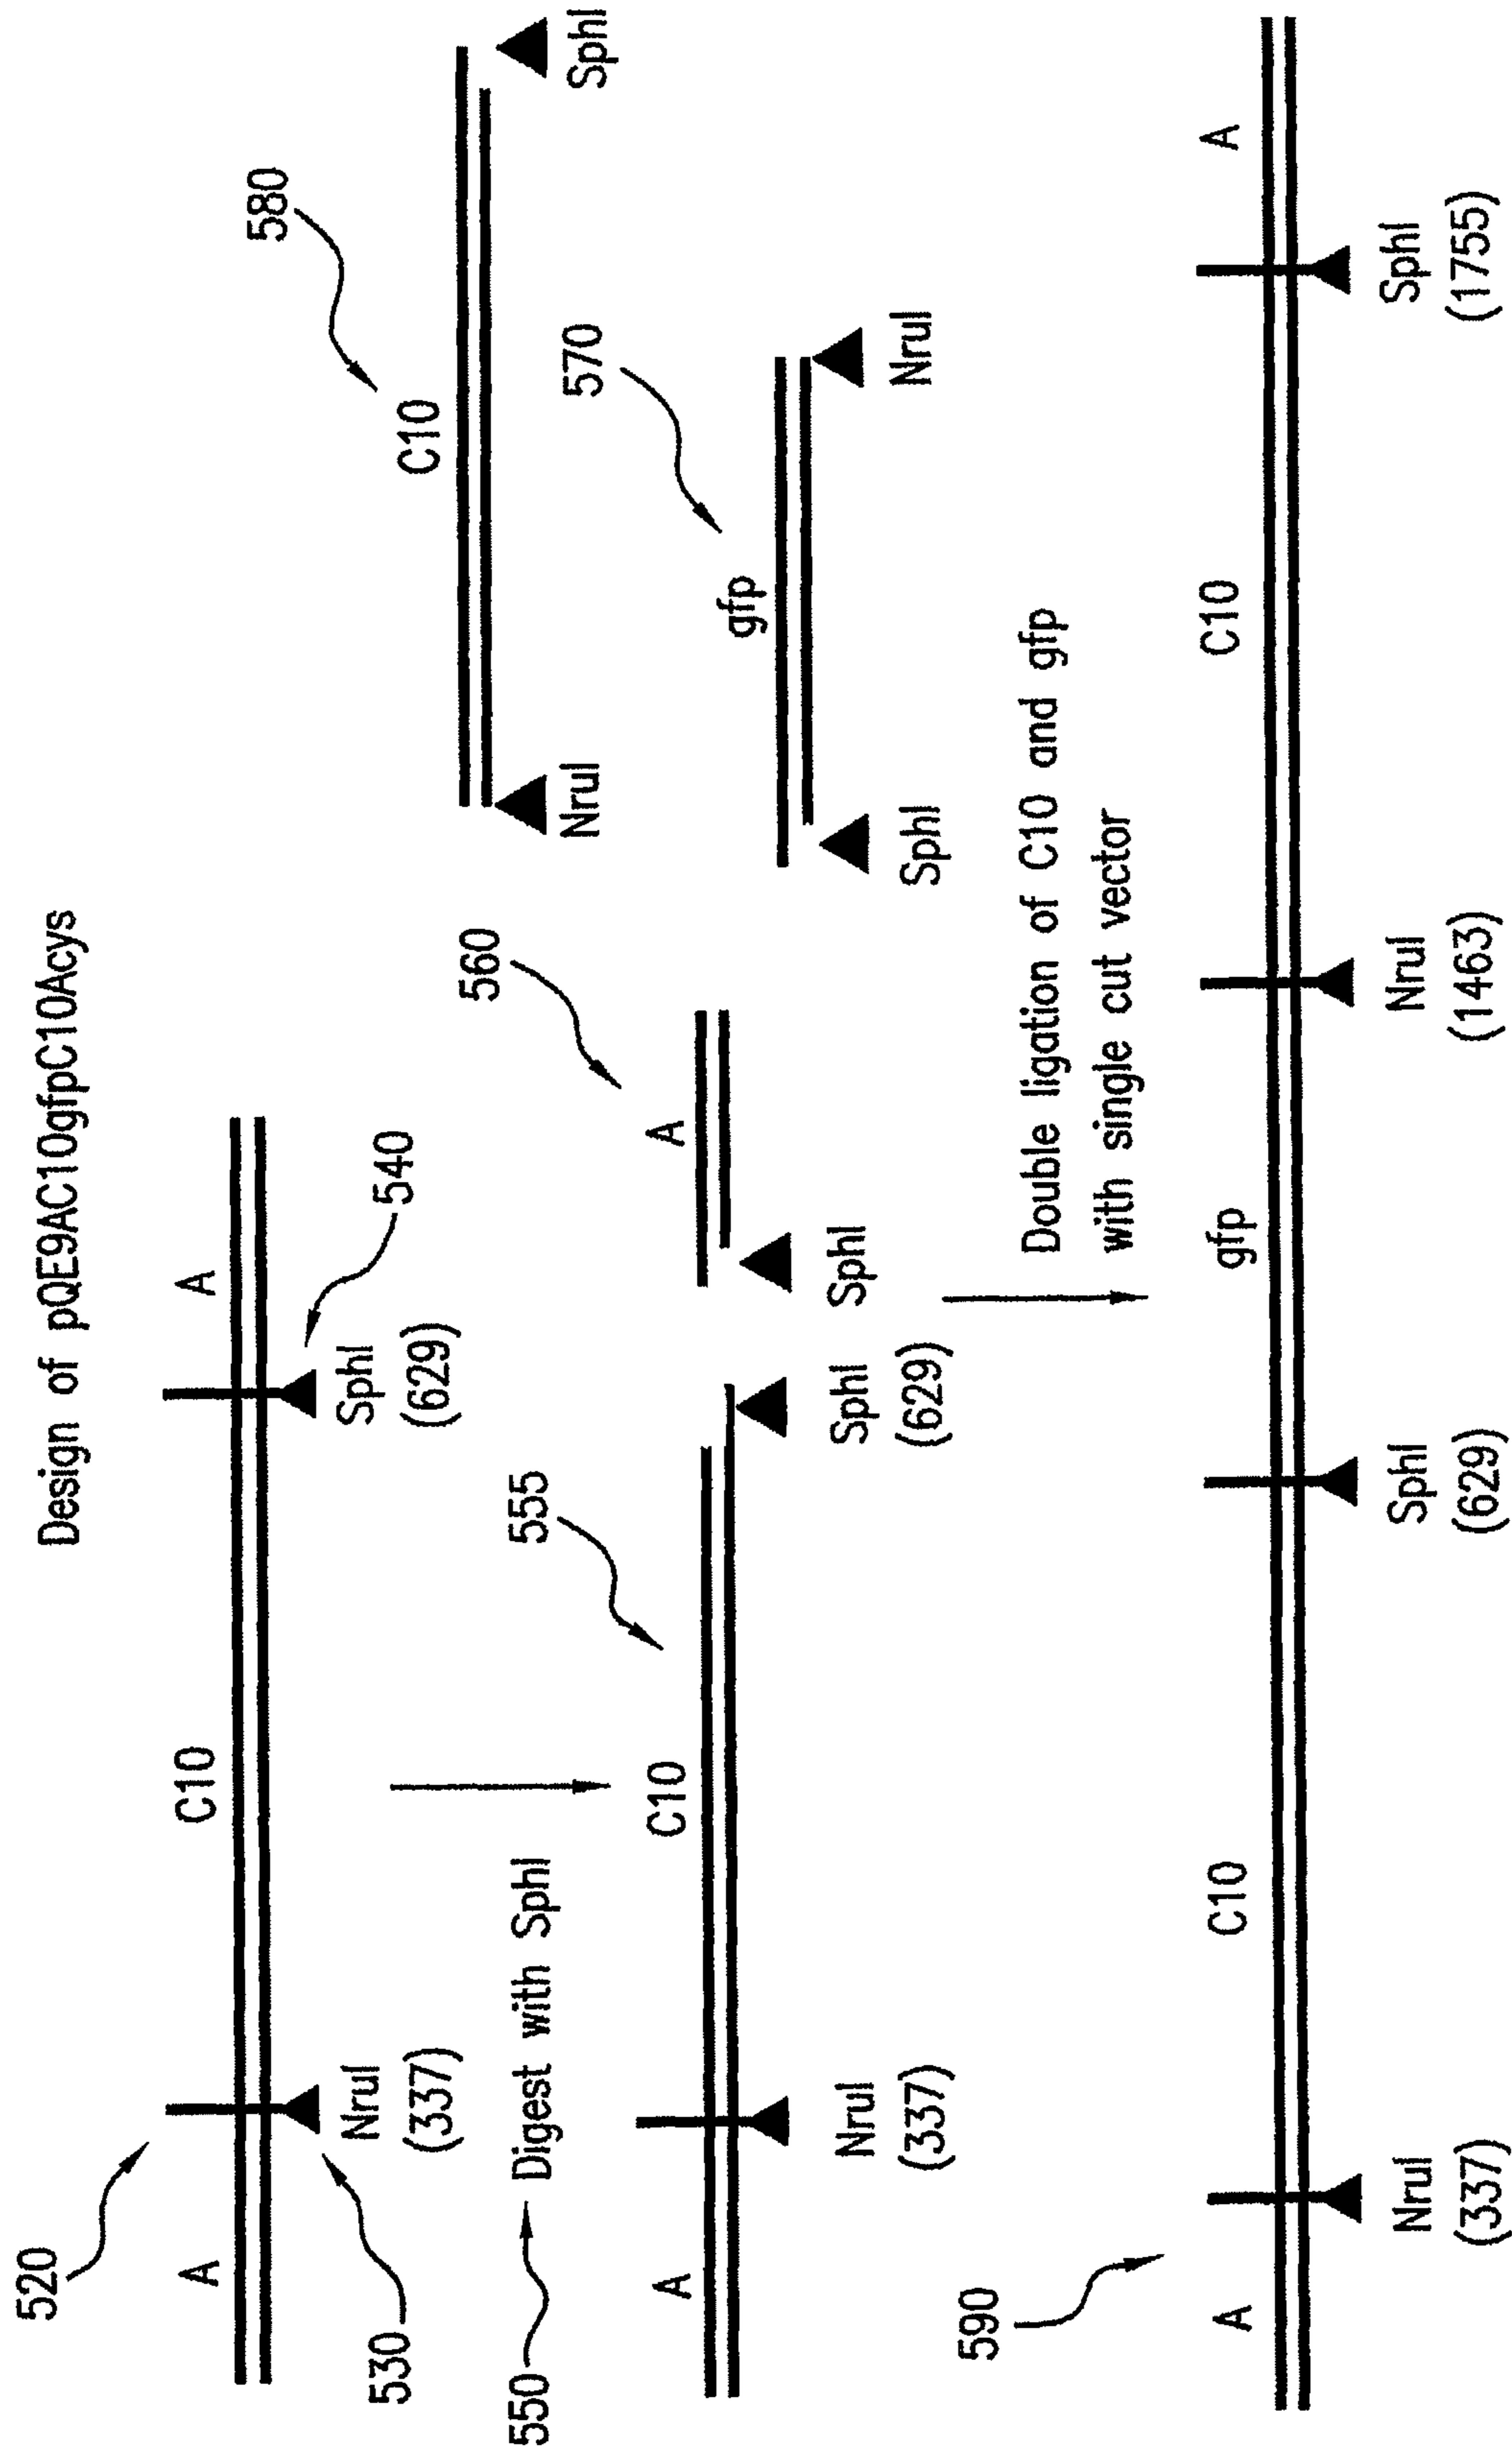 Design of pQE9AC10gfpC10Acys
520
A
C10
A
530
NruI
(337)
SphI
(629)
540
550
Digest with SphI
555
560
580
A
C10
A
C10
NruI
(337)
SphI
(629)
SphI
NruI
SphI
570
gfp
SphI
NruI
Double ligation of C10 and gfp
with single cut vector
590
A
C10
gfp
C10
A
NruI
(337)
SphI
(629)
NruI
(1463)
SphI
(1755)